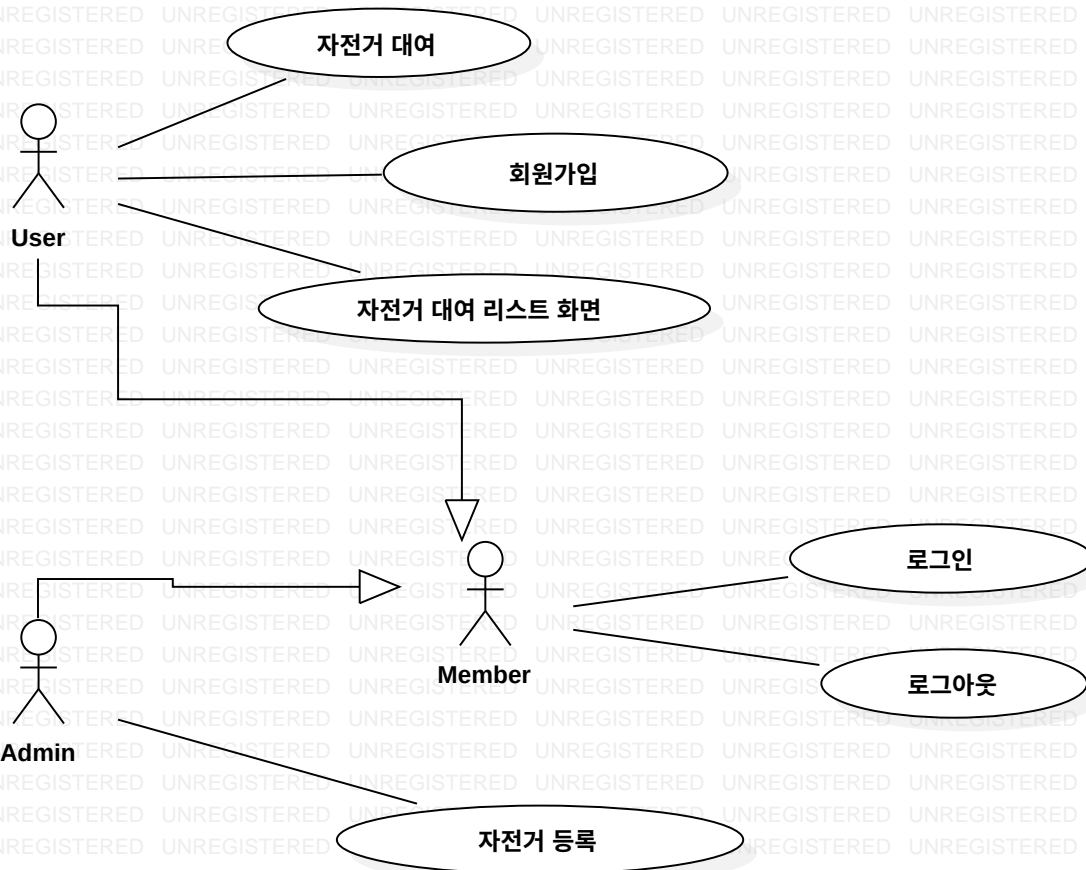 자전거 대여
회원가입
User
자전거 대여 리스트 화면
로그인
Member
로그아웃
Admin
자전거 등록
UNREGISTERED